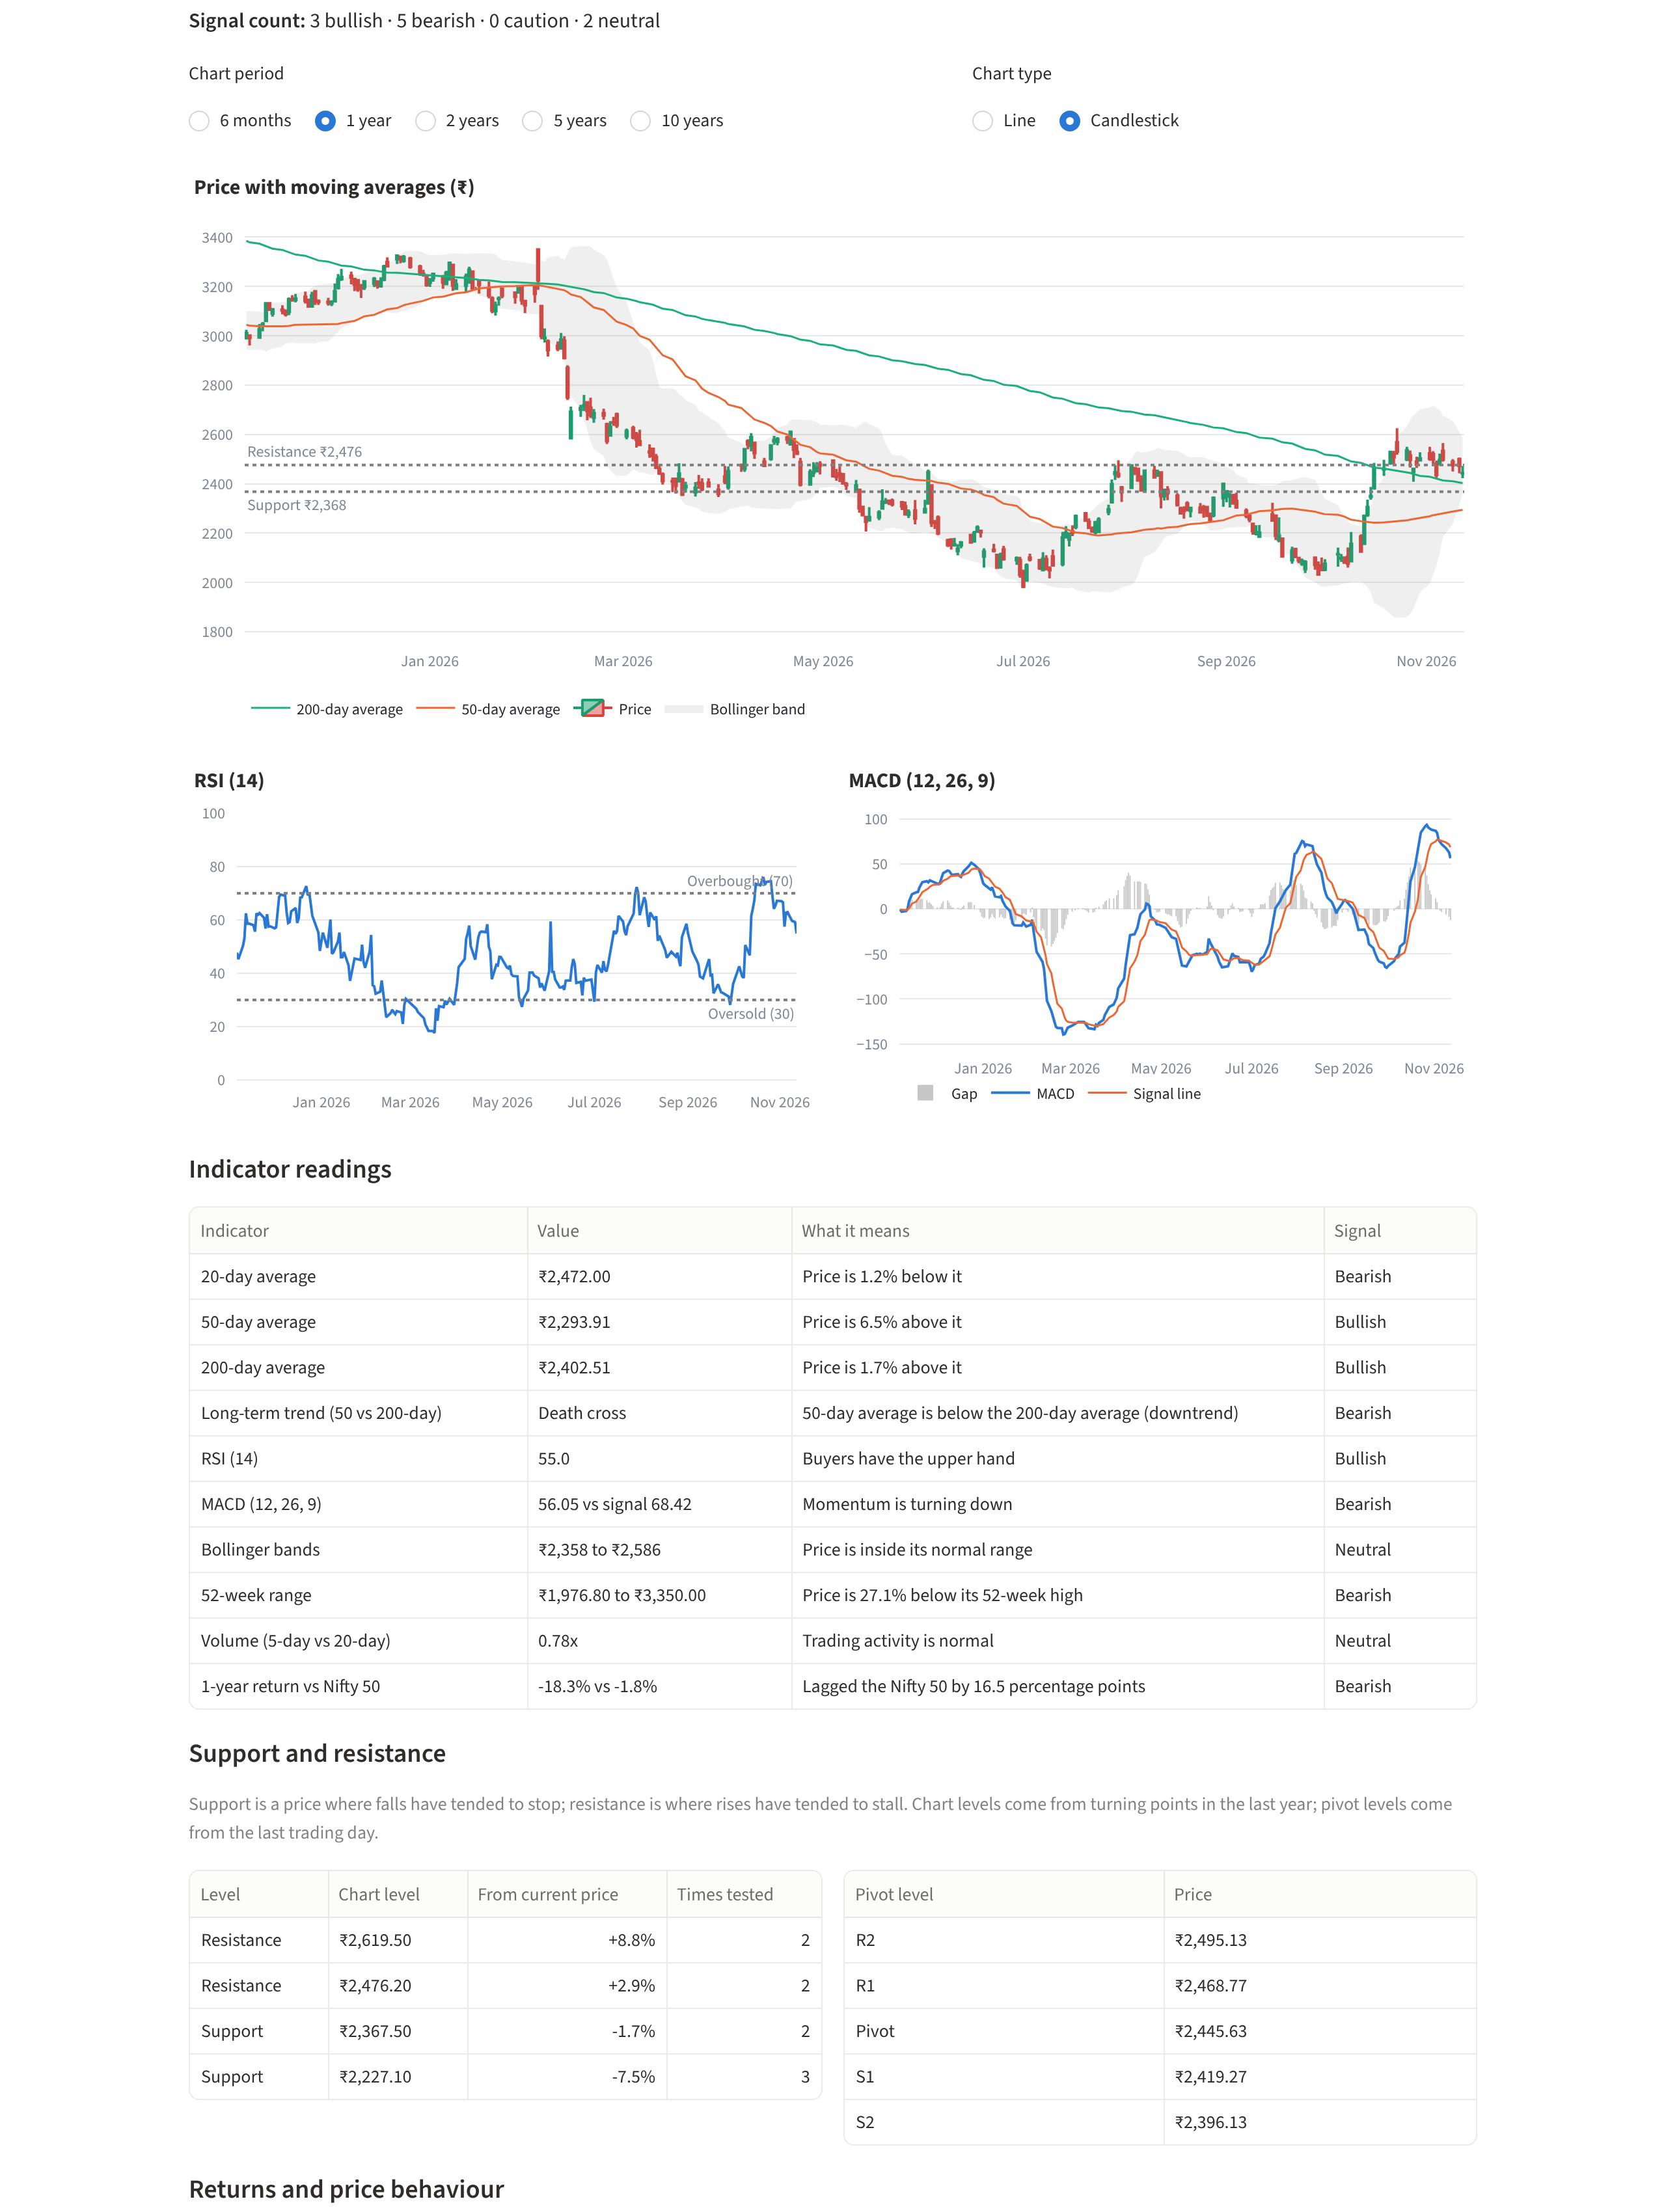 Signal count: 3 bullish · 5 bearish · 0 caution · 2 neutral
Chart period
Chart type
6 months 1 year 2 years 5 years 10 years
Line Candlestick
Price with moving averages (₹)
3400
3200
3000
2800
2600
Resistance ₹2,476
2400
Support ₹2,368
2200
2000
1800
Jan 2026 Mar 2026 May 2026 Jul 2026 Sep 2026 Nov 2026
200-day average 50-day average Price Bollinger band
RSI (14)
100
80
Overbought (70)
60
40
Oversold (30)
20
0
Jan 2026 Mar 2026 May 2026 Jul 2026 Sep 2026 Nov 2026
MACD (12, 26, 9)
100
50
0
−50
−100
−150
Jan 2026 Mar 2026 May 2026 Jul 2026 Sep 2026 Nov 2026
Gap MACD Signal line
Indicator readings
Indicator Value What it means Signal
20-day average ₹2,472.00 Price is 1.2% below it Bearish
50-day average ₹2,293.91 Price is 6.5% above it Bullish
200-day average ₹2,402.51 Price is 1.7% above it Bullish
Long-term trend (50 vs 200-day) Death cross 50-day average is below the 200-day average (downtrend) Bearish
RSI (14) 55.0 Buyers have the upper hand Bullish
MACD (12, 26, 9) 56.05 vs signal 68.42 Momentum is turning down Bearish
Bollinger bands ₹2,358 to ₹2,586 Price is inside its normal range Neutral
52-week range ₹1,976.80 to ₹3,350.00 Price is 27.1% below its 52-week high Bearish
Volume (5-day vs 20-day) 0.78x Trading activity is normal Neutral
1-year return vs Nifty 50 -18.3% vs -1.8% Lagged the Nifty 50 by 16.5 percentage points Bearish
Support and resistance
Support is a price where falls have tended to stop; resistance is where rises have tended to stall. Chart levels come from turning points in the last year; pivot levels come
from the last trading day.
Level Chart level From current price Times tested
Resistance ₹2,619.50 +8.8% 2
Resistance ₹2,476.20 +2.9% 2
Support ₹2,367.50 -1.7% 2
Support ₹2,227.10 -7.5% 3
Pivot level Price
R2 ₹2,495.13
R1 ₹2,468.77
Pivot ₹2,445.63
S1 ₹2,419.27
S2 ₹2,396.13
Returns and price behaviour